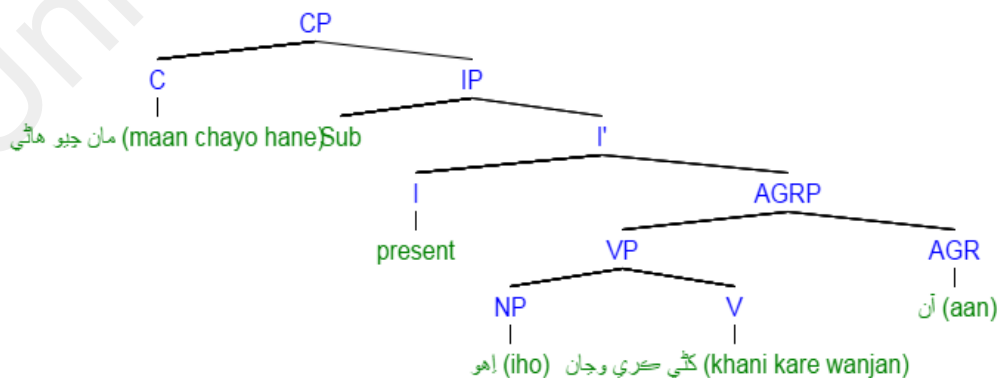 CP
C IP
مان چيو هاڻي (maan chayo hane) Sub I'
I AGRP
present VP AGR
NP V آن (aan)
اِهو (iho) کڻي ڪري وڃان (khani kare wanjan)